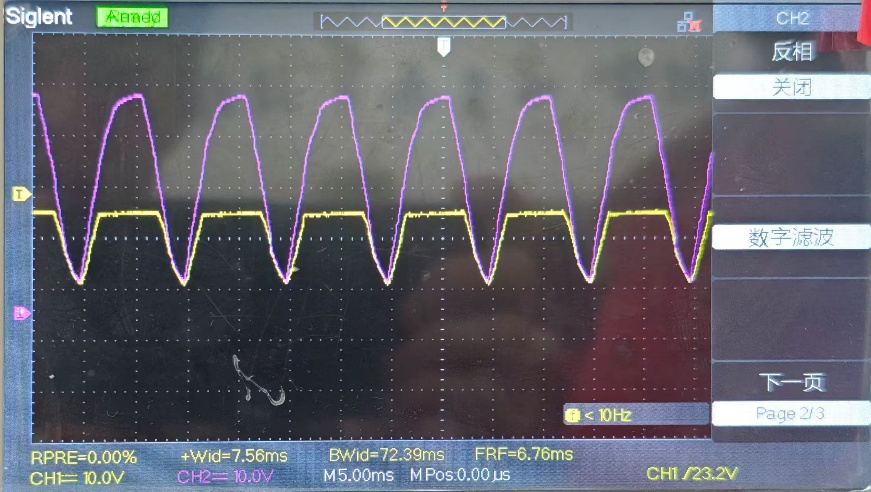 Siglent
Armed
T
CH2
反相
关闭
T
T
数字滤波
< 10Hz
下一页
Page 2/3
RPRE=0.00% +Wid=7.56ms BWid=72.39ms FRF=6.76ms
CH1== 10.0V CH2== 10.0V M 5.00ms M Pos:0.00μs CH1 /23.2V